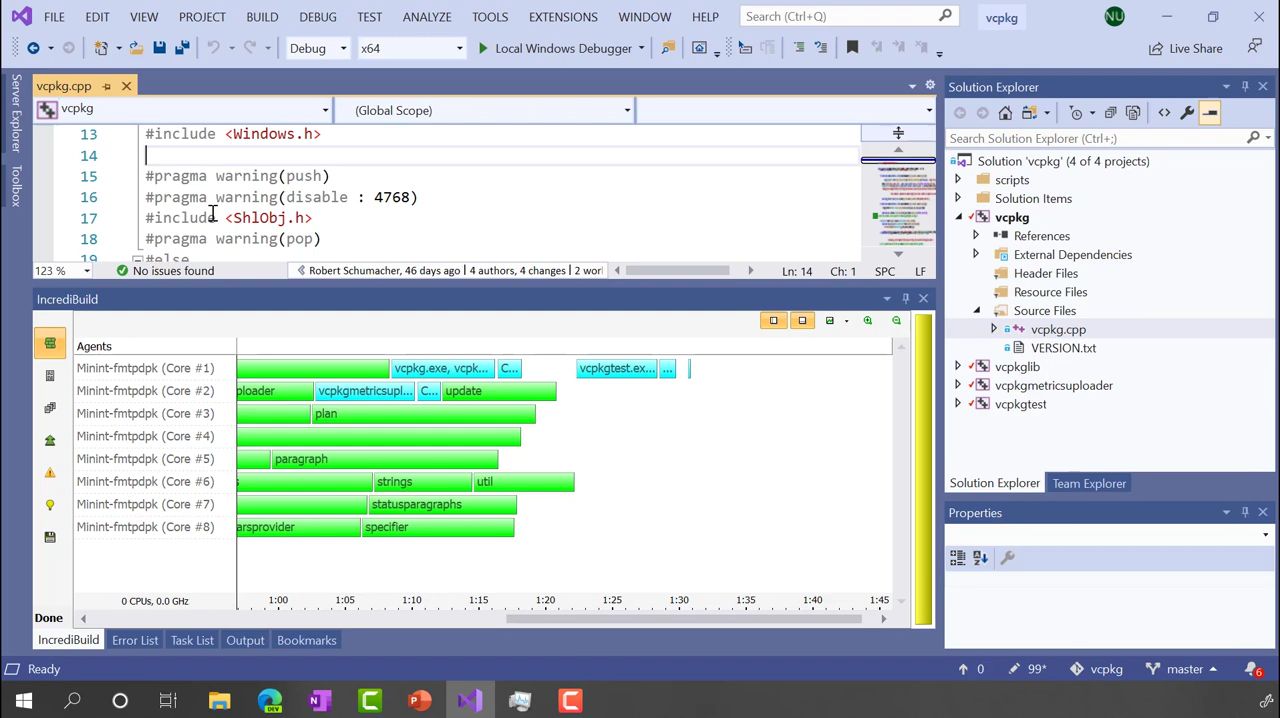 FILE EDIT VIEW PROJECT BUILD DEBUG TEST ANALYZE TOOLS EXTENSIONS WINDOW HELP Search (Ctrl+Q) vcpkg NU
Debug x64 Local Windows Debugger Live Share
Server Explorer
Toolbox
vcpkg.cpp
vcpkg (Global Scope)
13 #include <Windows.h>
14
15 #pragma warning(push)
16 #pragma warning(disable : 4768)
17 #include <ShlObj.h>
18 #pragma warning(pop)
#else
123 % No issues found Robert Schumacher, 46 days ago | 4 authors, 4 changes | 2 wor Ln: 14 Ch: 1 SPC LF
IncrediBuild
Agents
Minint-fmtpdpk (Core #1) vcpkg.exe, vcpk... C... vcpkgtest.ex... ...
Minint-fmtpdpk (Core #2) ploader vcpkgmetricsupl... C... update
Minint-fmtpdpk (Core #3) plan
Minint-fmtpdpk (Core #4)
Minint-fmtpdpk (Core #5) paragraph
Minint-fmtpdpk (Core #6) s strings util
Minint-fmtpdpk (Core #7) statusparagraphs
Minint-fmtpdpk (Core #8) arsprovider specifier
0 CPUs, 0.0 GHz 1:00 1:05 1:10 1:15 1:20 1:25 1:30 1:35 1:40 1:45
Done
IncrediBuild Error List Task List Output Bookmarks
Solution Explorer
Search Solution Explorer (Ctrl+;)
Solution 'vcpkg' (4 of 4 projects)
scripts
Solution Items
vcpkg
References
External Dependencies
Header Files
Resource Files
Source Files
vcpkg.cpp
VERSION.txt
vcpkglib
vcpkgmetricsuploader
vcpkgtest
Solution Explorer Team Explorer
Properties
Ready 0 99* vcpkg master 6
DEV